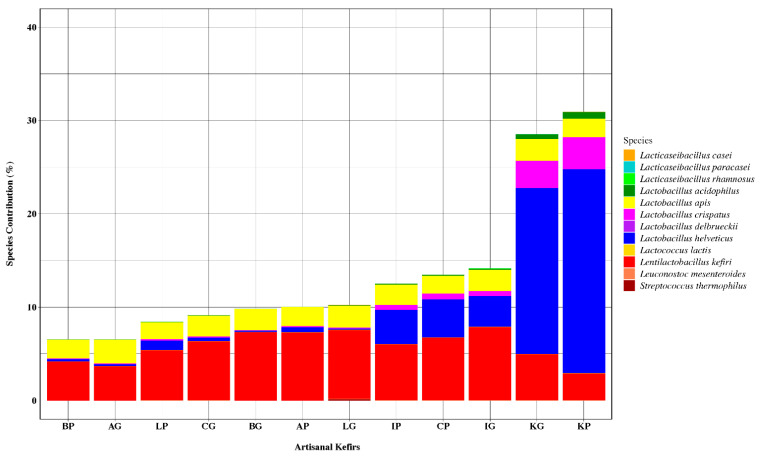 40
30
20
10
0
Species Contribution (%)
BP AG LP CG BG AP LG IP CP IG KG KP
Artisanal Kefirs
Species
Lacticaseibacillus casei
Lacticaseibacillus paracasei
Lacticaseibacillus rhamnosus
Lactobacillus acidophilus
Lactobacillus apis
Lactobacillus crispatus
Lactobacillus delbrueckii
Lactobacillus helveticus
Lactococcus lactis
Lentilactobacillus kefiri
Leuconostoc mesenteroides
Streptococcus thermophilus